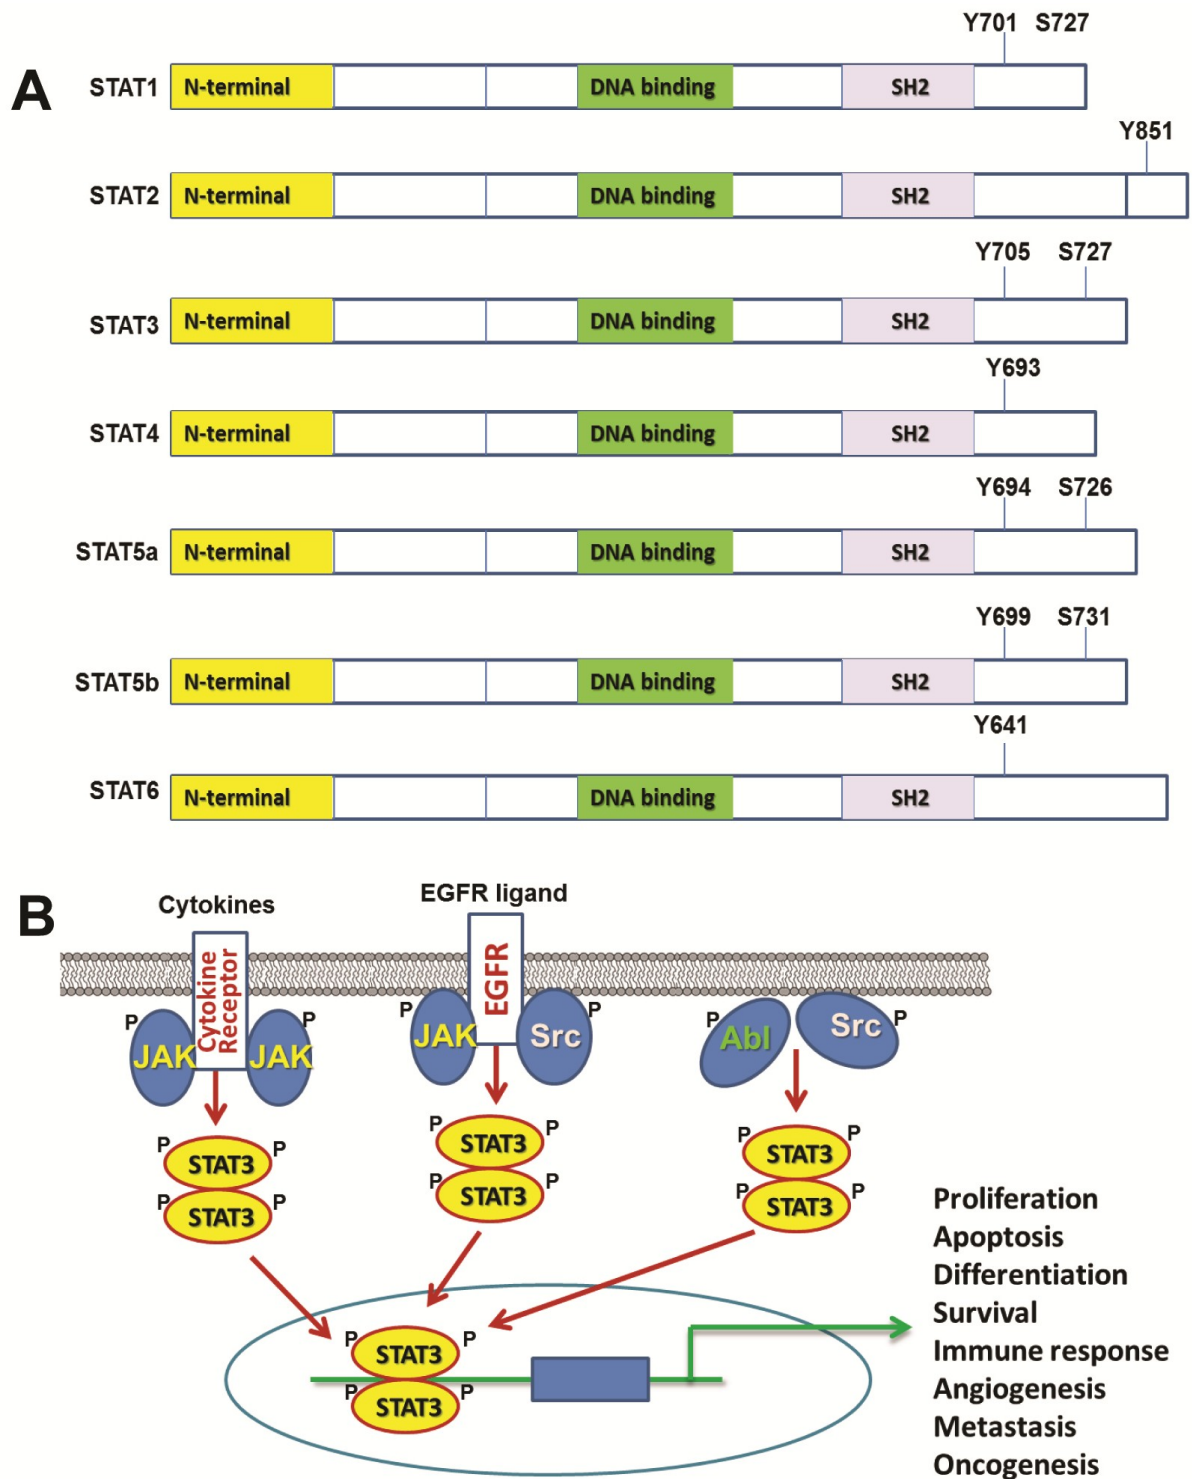 A
Y701 S727
STAT1 N-terminal DNA binding SH2
Y851
STAT2 N-terminal DNA binding SH2
Y705 S727
STAT3 N-terminal DNA binding SH2
Y693
STAT4 N-terminal DNA binding SH2
Y694 S726
STAT5a N-terminal DNA binding SH2
Y699 S731
STAT5b N-terminal DNA binding SH2
Y641
STAT6 N-terminal DNA binding SH2
B
Cytokines
EGFR ligand
Cytokine
Receptor
EGFR
P JAK JAK P
P JAK Src P
P Abl Src P
P STAT3 P
P STAT3 P
P STAT3 P
P STAT3 P
P STAT3 P
P STAT3 P
P STAT3 P
P STAT3 P
Proliferation
Apoptosis
Differentiation
Survival
Immune response
Angiogenesis
Metastasis
Oncogenesis